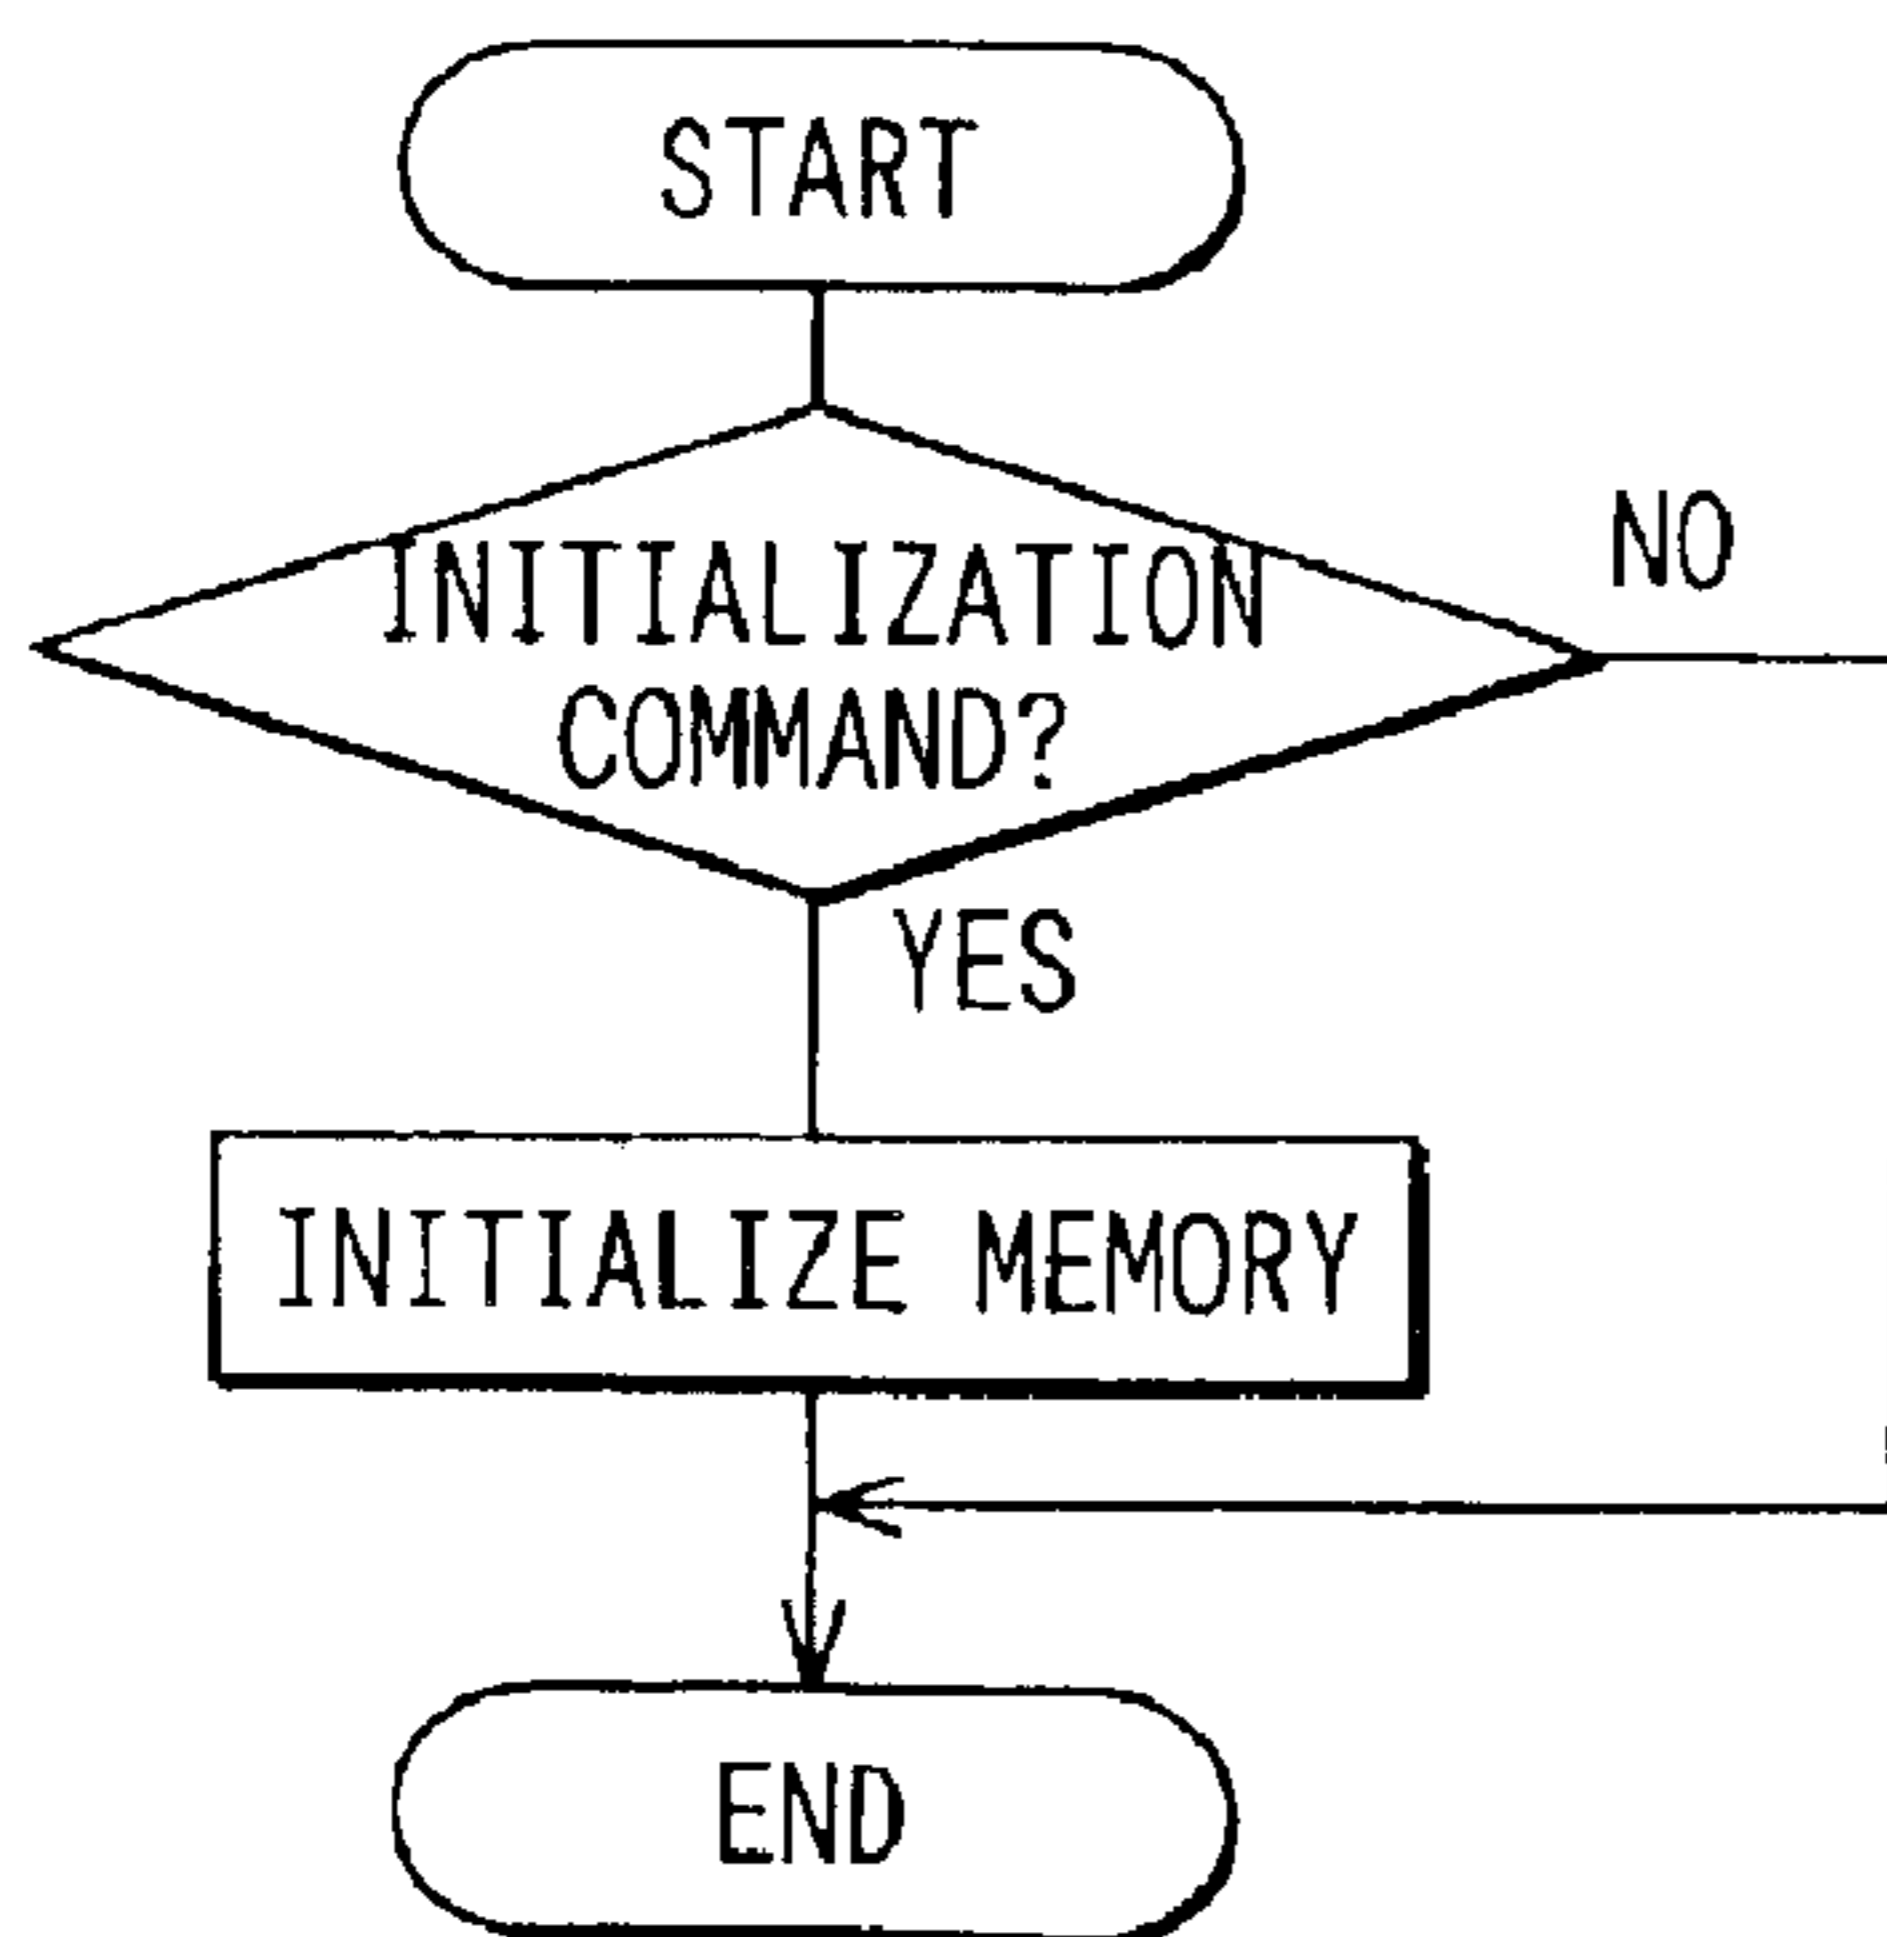 START
INITIALIZATION
COMMAND?
NO
YES
INITIALIZE MEMORY
END